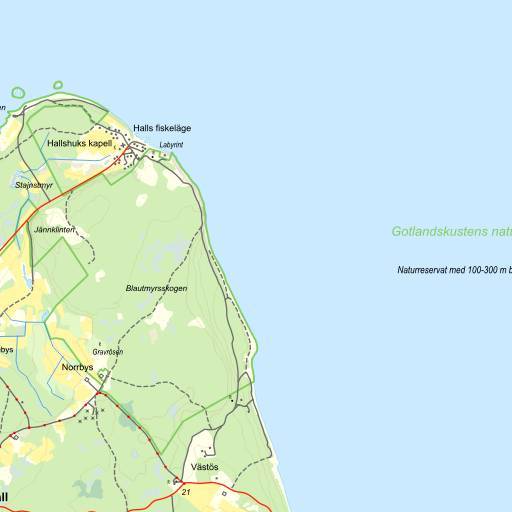 Halls fiskeläge
Hallshuks kapell
Labyrint
Stajnstmyr
Jännklinten
Gotlandskustens natu
Naturreservat med 100-300 m b
Blautmyrsskogen
Gravrösen
Norrbys
Västös
21